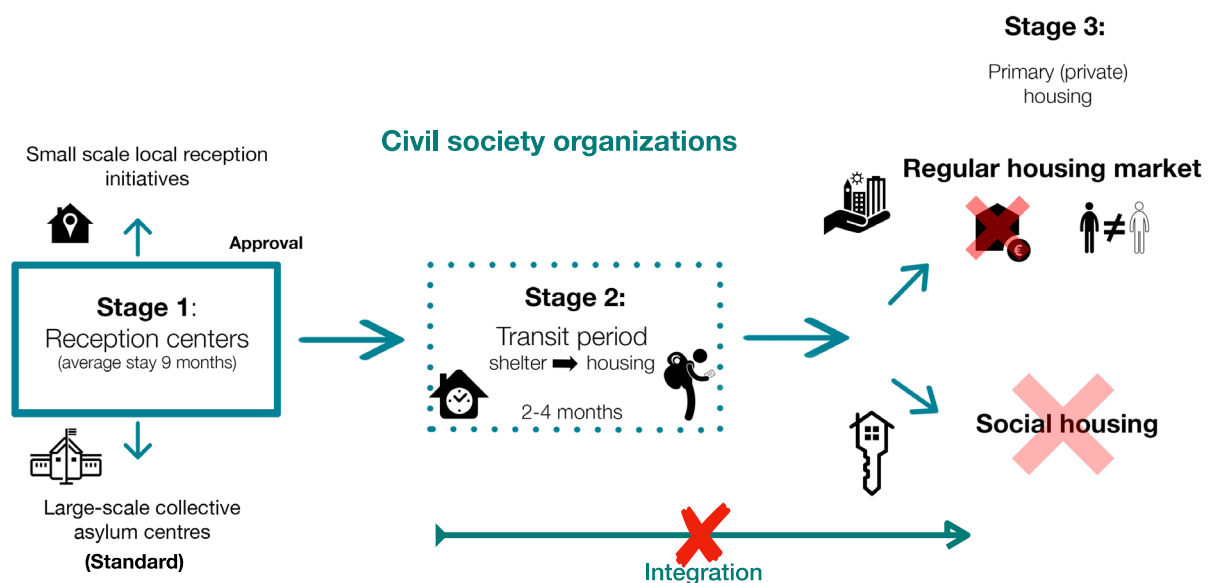 Stage 3:
Primary (private)
housing
Civil society organizations
Small scale local reception
initiatives
Regular housing market
€
≠
Approval
Stage 1:
Reception centers
(average stay 9 months)
Stage 2:
Transit period
shelter ➡ housing
2-4 months
Social housing
Large-scale collective
asylum centres
(Standard)
Integration